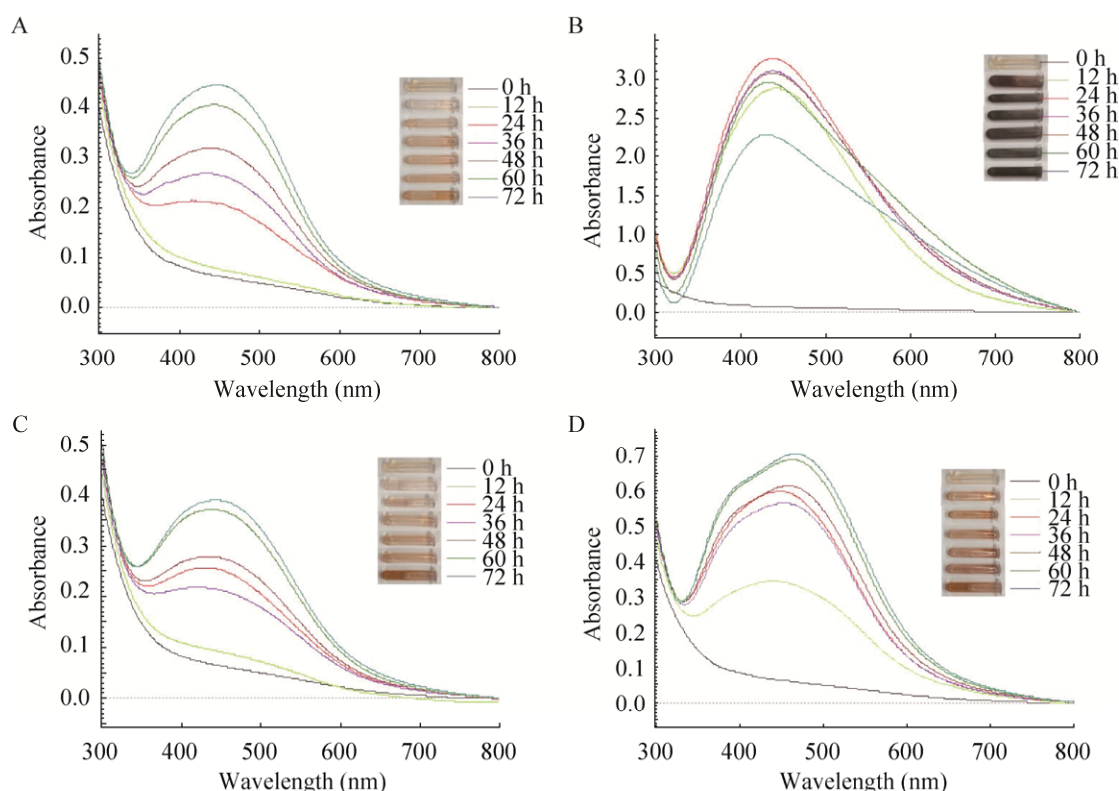 A
0.5
0.4
0.3
0.2
0.1
0.0
Absorbance
300 400 500 600 700 800
Wavelength (nm)
0 h
12 h
24 h
36 h
48 h
60 h
72 h
B
3.0
2.5
2.0
1.5
1.0
0.5
0.0
Absorbance
300 400 500 600 700 800
Wavelength (nm)
0 h
12 h
24 h
36 h
48 h
60 h
72 h
C
0.5
0.4
0.3
0.2
0.1
0.0
Absorbance
300 400 500 600 700 800
Wavelength (nm)
0 h
12 h
24 h
36 h
48 h
60 h
72 h
D
0.7
0.6
0.5
0.4
0.3
0.2
0.1
0.0
Absorbance
300 400 500 600 700 800
Wavelength (nm)
0 h
12 h
24 h
36 h
48 h
60 h
72 h